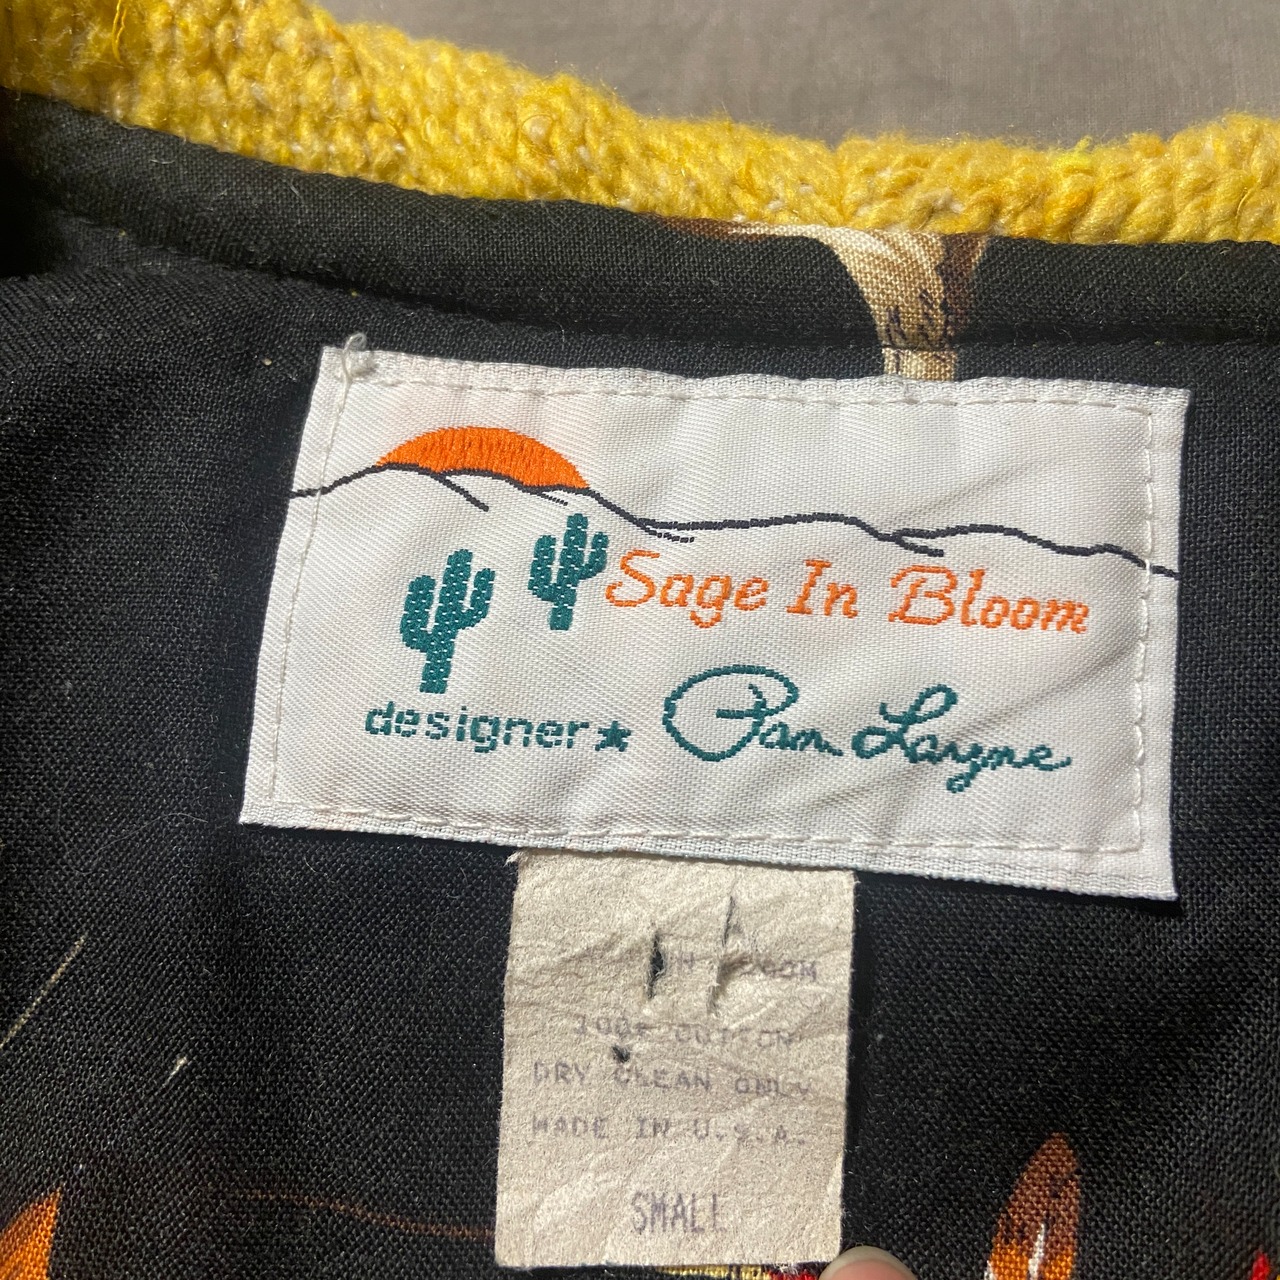 Sage In Bloom
designer★ Pam Layne
100% COTTON
DRY CLEAN ONLY
MADE IN U.S.A.
SMALL